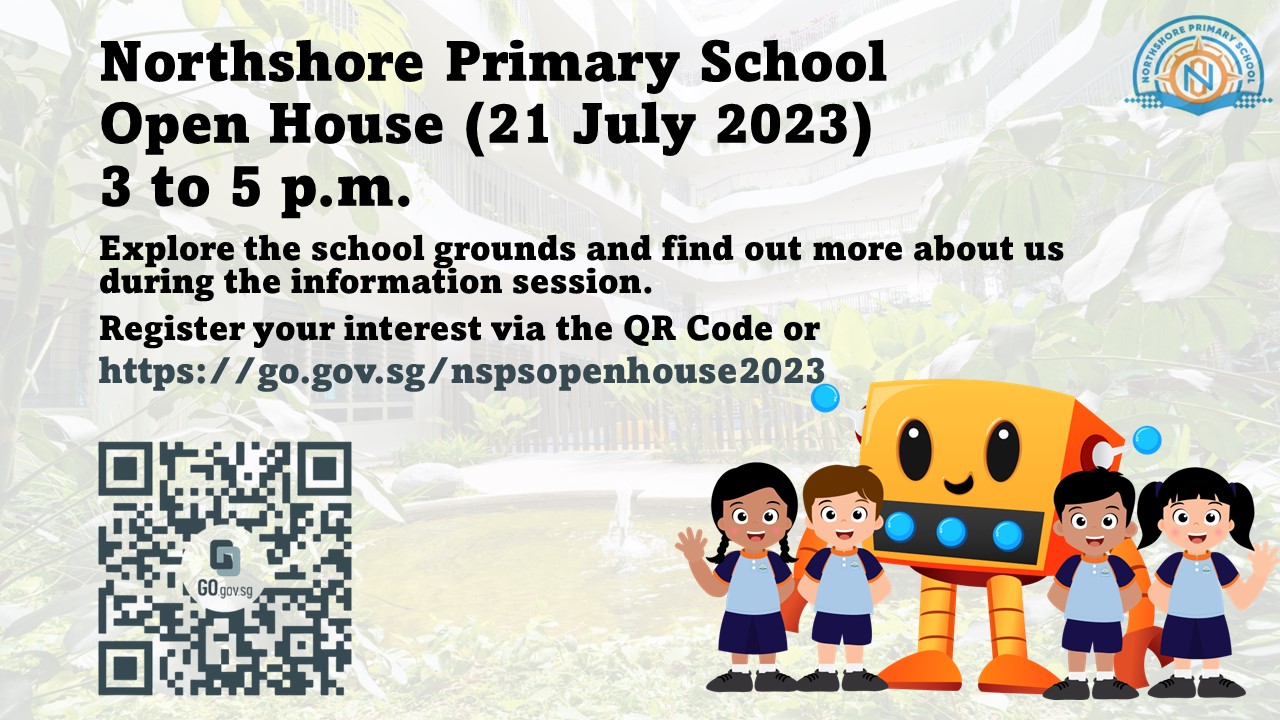 Northshore Primary School
Open House (21 July 2023)
3 to 5 p.m.
Explore the school grounds and find out more about us
during the information session.
Register your interest via the QR Code or
https://go.gov.sg/nspsopenhouse2023
NORTHSHORE PRIMARY SCHOOL
GO.gov.sg